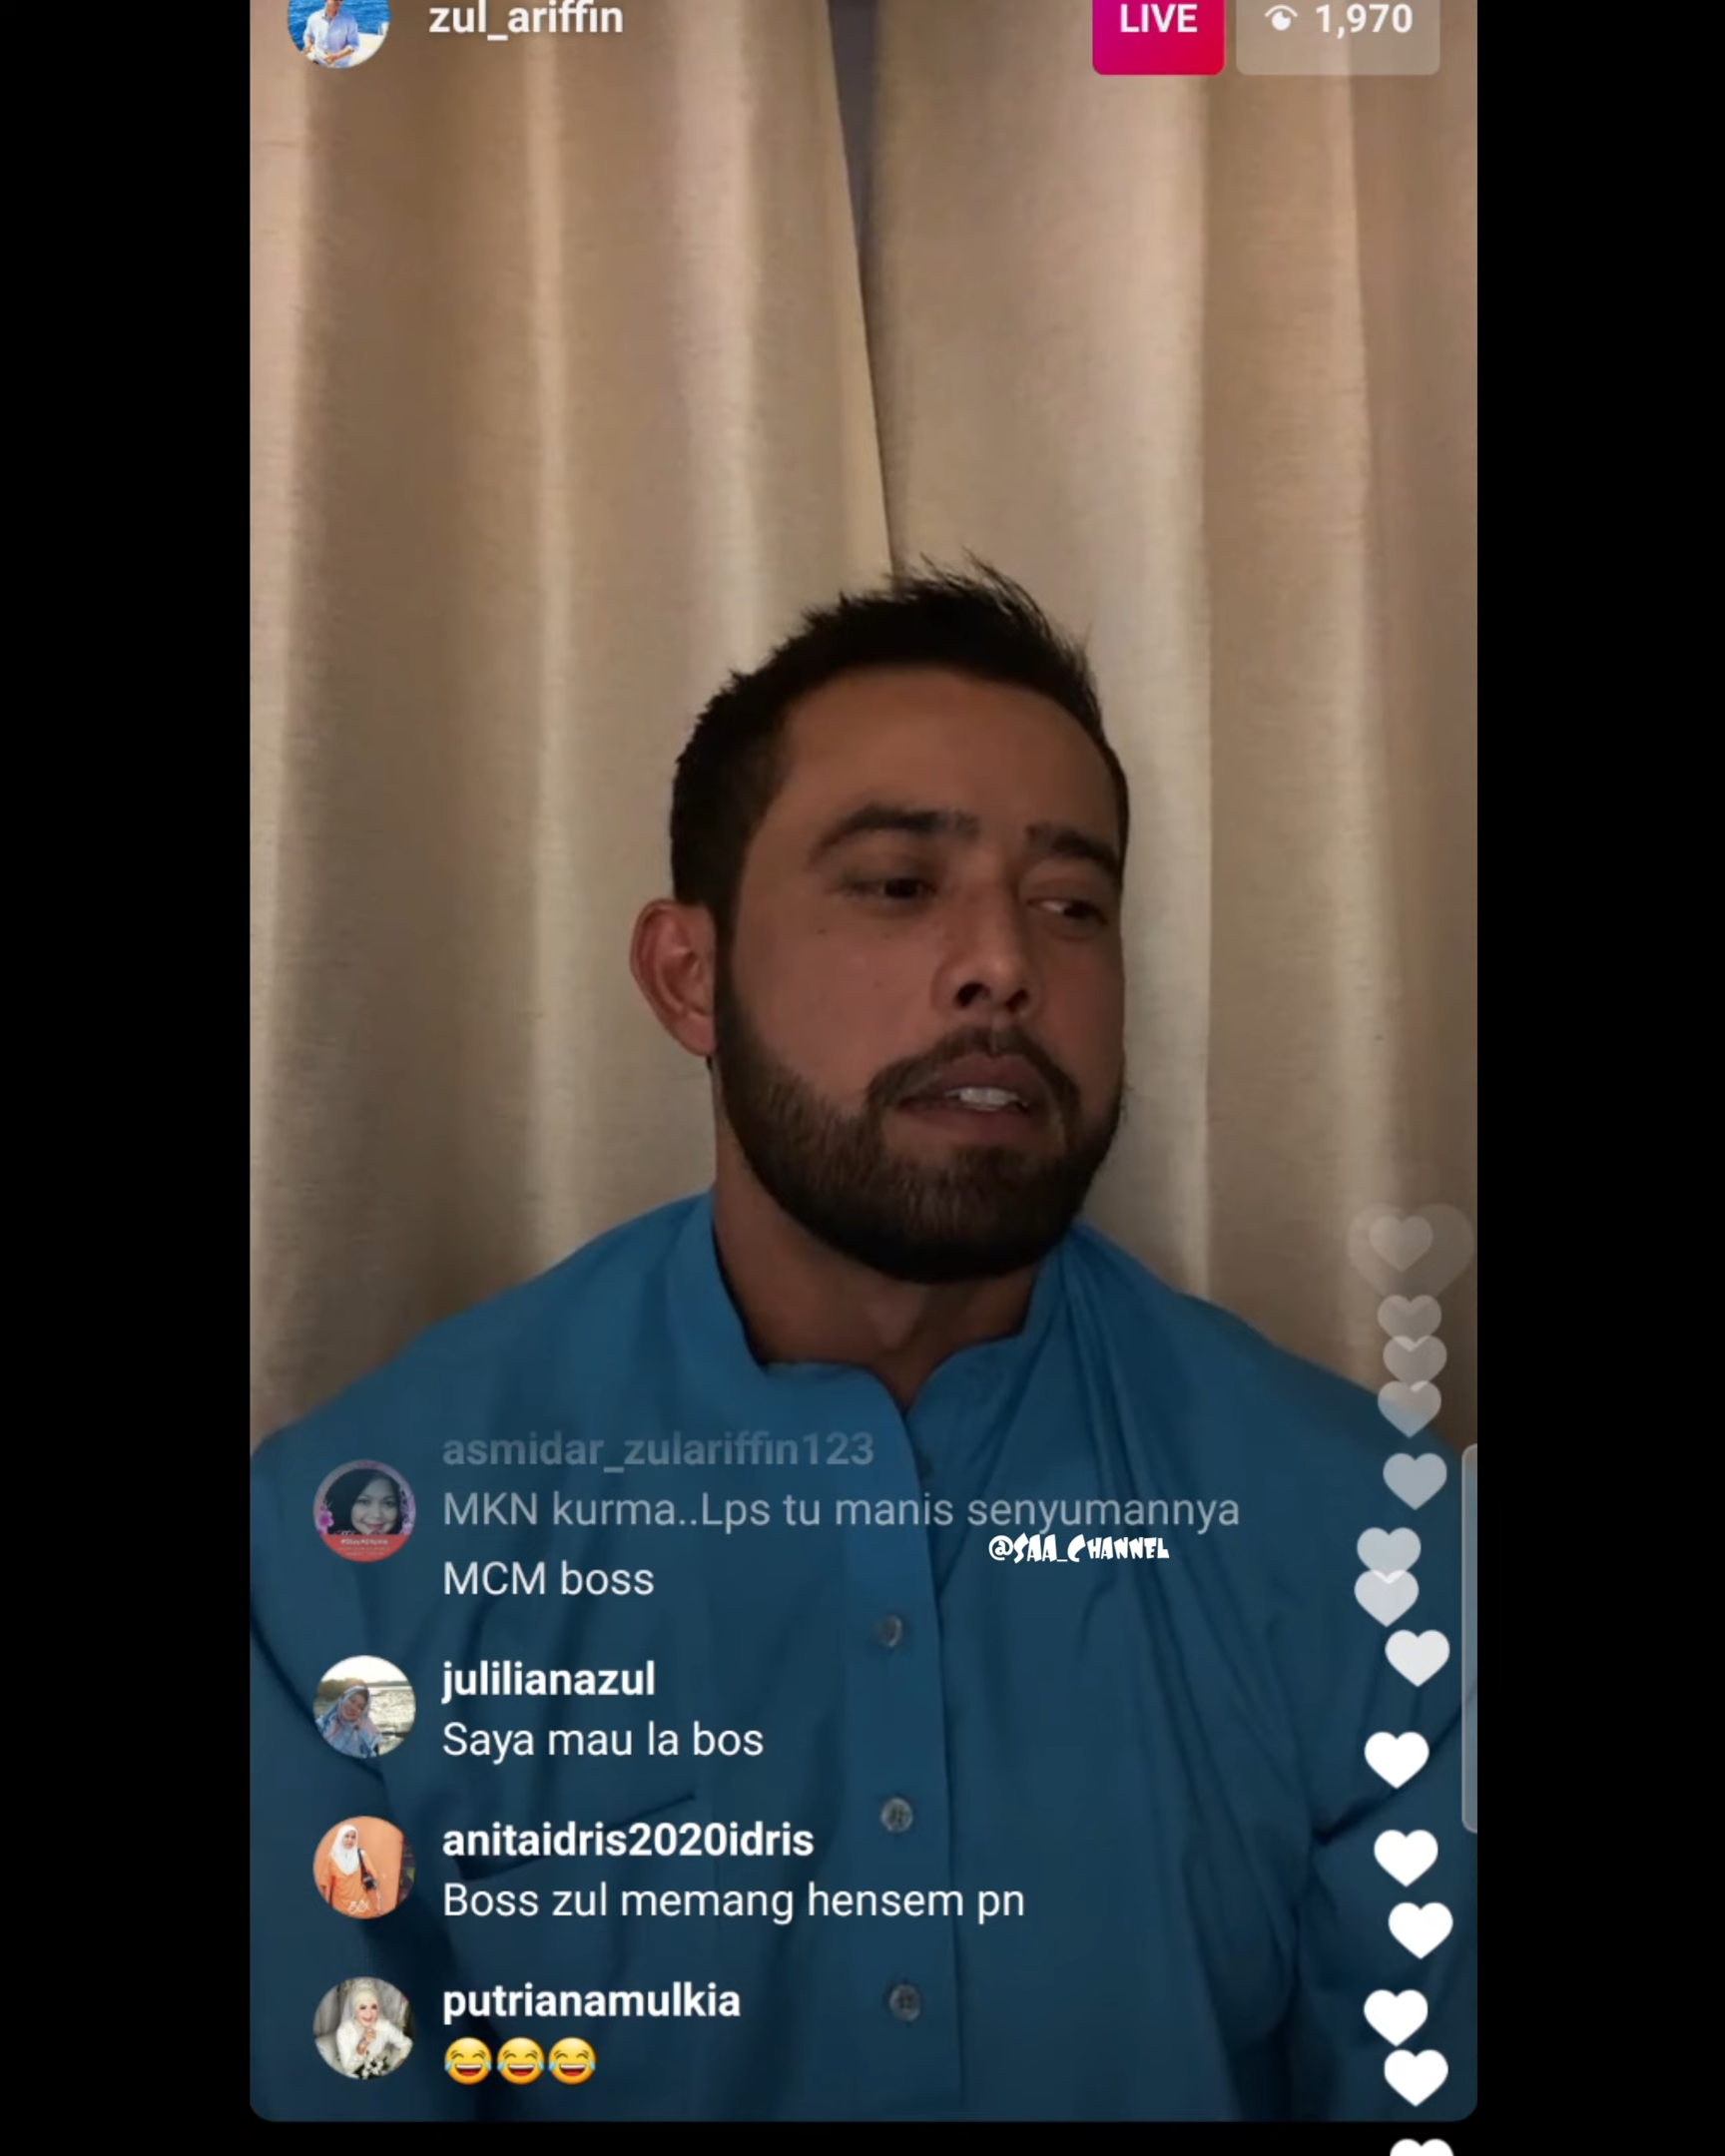 zul_ariffin
LIVE
1,970
asmidar_zulariffin123
MKN kurma..Lps tu manis senyumannya
@SAA_CHANNEL
MCM boss
julilianazul
Saya mau la bos
anitaidris2020idris
Boss zul memang hensem pn
putrianamulkia
😂😂😂